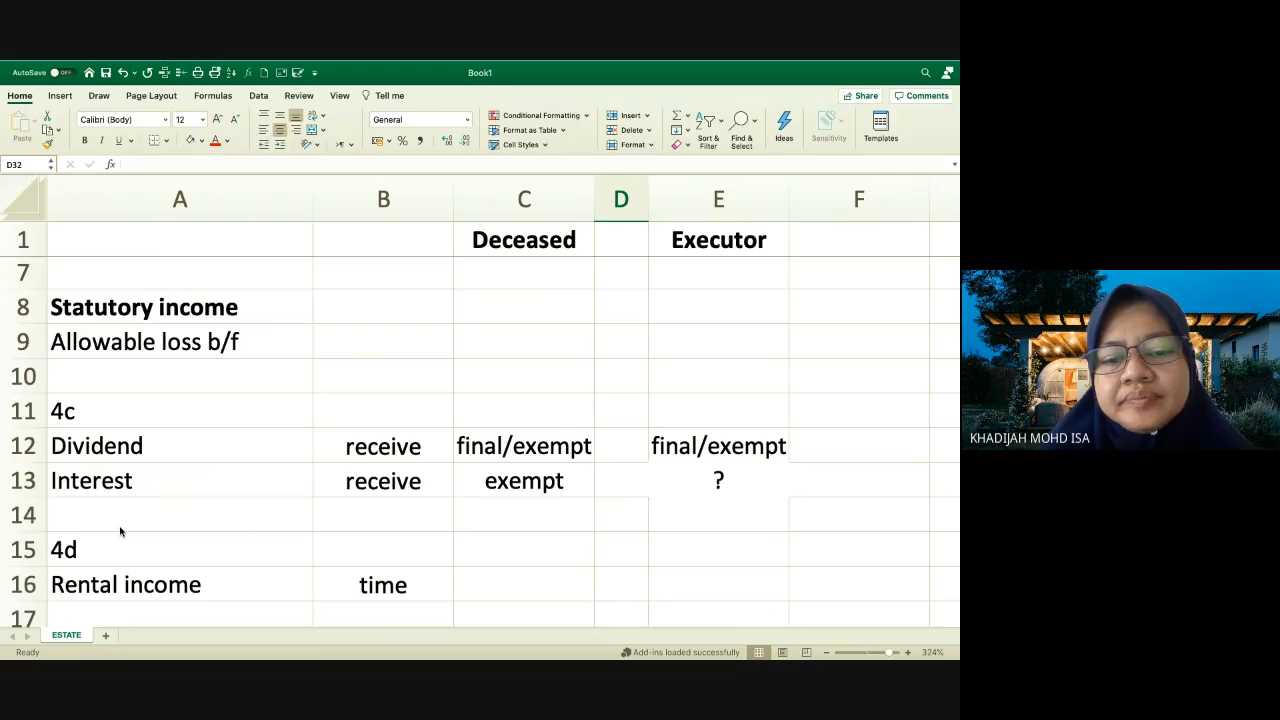 AutoSave OFF Book1
Home Insert Draw Page Layout Formulas Data Review View Tell me Share Comments
Paste Calibri (Body) 12 A A General Conditional Formatting Format as Table Cell Styles Insert Delete Format Sort & Filter Find & Select Ideas Sensitivity Templates
B I U A
D32 fx
A B C D E F
1 Deceased Executor
7
8 Statutory income
9 Allowable loss b/f
10
11 4c
12 Dividend receive final/exempt final/exempt
13 Interest receive exempt ?
14
15 4d
16 Rental income time
17
ESTATE +
Ready Add-ins loaded successfully − + 324%
KHADIJAH MOHD ISA